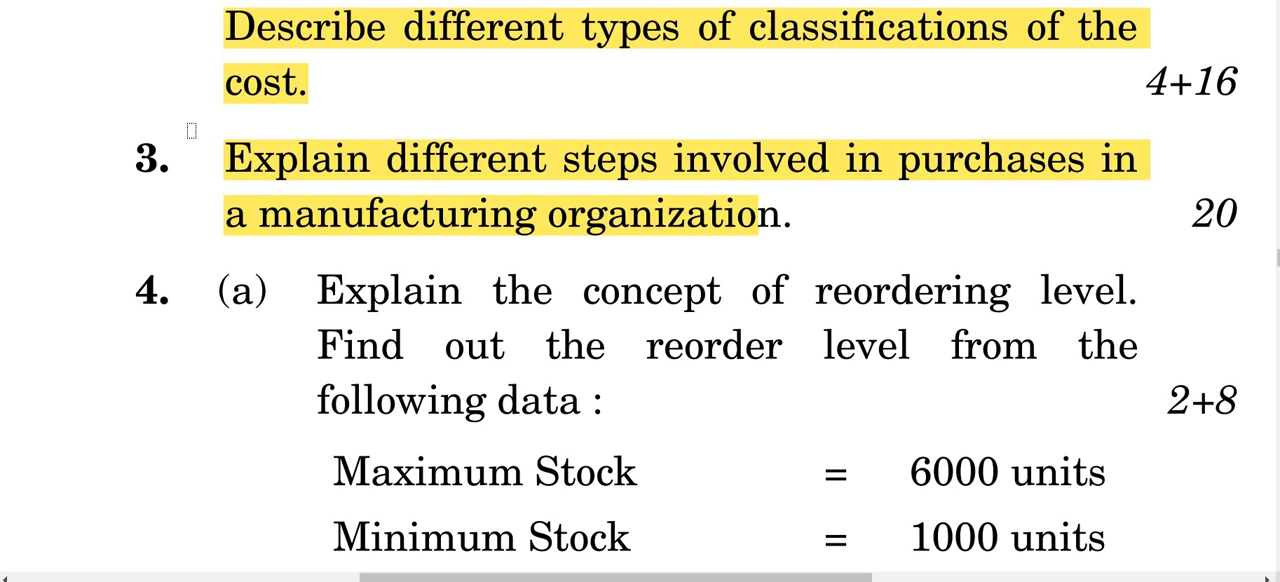 Describe different types of classifications of the
cost. 4+16
3. Explain different steps involved in purchases in
a manufacturing organization. 20
4. (a) Explain the concept of reordering level.
Find out the reorder level from the
following data : 2+8
Maximum Stock = 6000 units
Minimum Stock = 1000 units